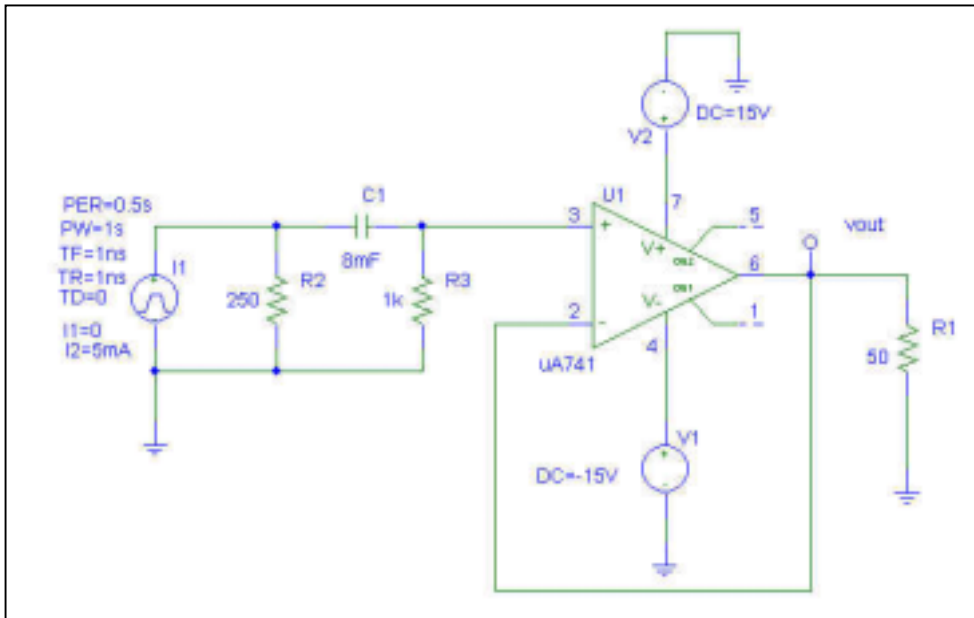 DC=15V
V2
PER=0.5s
PW=1s
TF=1ns
TR=1ns
TD=0
I1=0
I2=5mA
I1
250
R2
C1
8mF
1k
R3
U1
3
2
7
V+
OS2
5
6
OS1
V-
1
4
uA741
vout
R1
50
V1
DC=-15V